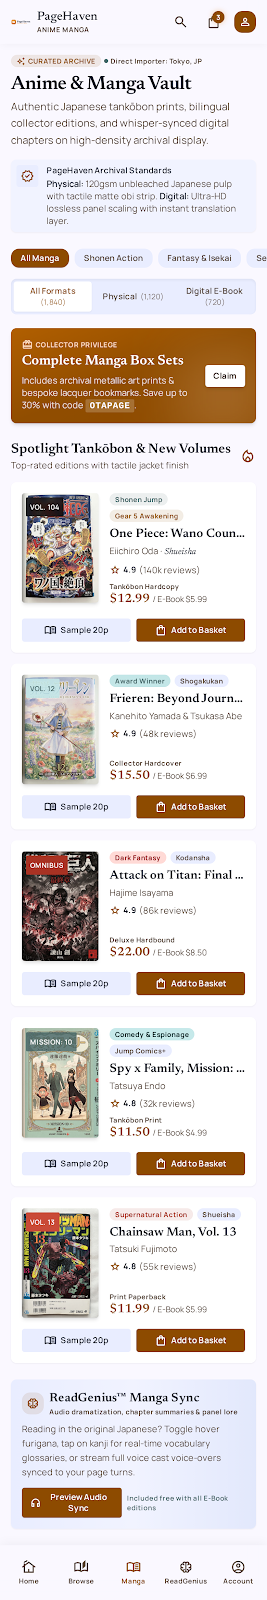 PageHaven
ANIME MANGA
3
CURATED ARCHIVE
Direct Importer: Tokyo, JP
Anime & Manga Vault
Authentic Japanese tankōbon prints, bilingual
collector editions, and whisper-synced digital
chapters on high-density archival display.
PageHaven Archival Standards
Physical: 120gsm unbleached Japanese pulp
with tactile matte obi strip. Digital: Ultra-HD
lossless panel scaling with instant translation
layer.
All Manga
Shonen Action
Fantasy & Isekai
Se
All Formats
(1,840)
Physical (1,120)
Digital E-Book
(720)
COLLECTOR PRIVILEGE
Complete Manga Box Sets
Includes archival metallic art prints &
bespoke lacquer bookmarks. Save up to
30% with code OTAPAGE.
Claim
Spotlight Tankōbon & New Volumes
Top-rated editions with tactile jacket finish
VOL. 104
ワノ国絶頂
Shonen Jump
Gear 5 Awakening
One Piece: Wano Coun...
Eiichiro Oda · Shueisha
4.9 (140k reviews)
Tankōbon Hardcopy
$12.99 / E-Book $5.99
Sample 20p
Add to Basket
VOL. 12
Award Winner
Shogakukan
Frieren: Beyond Journ...
Kanehito Yamada & Tsukasa Abe
4.9 (48k reviews)
Collector Hardcover
$15.50 / E-Book $6.99
Sample 20p
Add to Basket
OMNIBUS
巨人
諫山創
Dark Fantasy
Kodansha
Attack on Titan: Final ...
Hajime Isayama
4.9 (86k reviews)
Deluxe Hardbound
$22.00 / E-Book $8.50
Sample 20p
Add to Basket
MISSION: 10
Comedy & Espionage
Jump Comics+
Spy x Family, Mission: ...
Tatsuya Endo
4.8 (32k reviews)
Tankōbon Print
$11.50 / E-Book $4.99
Sample 20p
Add to Basket
VOL. 13
Supernatural Action
Shueisha
Chainsaw Man, Vol. 13
Tatsuki Fujimoto
4.8 (55k reviews)
Print Paperback
$11.99 / E-Book $5.99
Sample 20p
Add to Basket
ReadGenius™ Manga Sync
Audio dramatization, chapter summaries & panel lore
Reading in the original Japanese? Toggle hover
furigana, tap on kanji for real-time vocabulary
glossaries, or stream full voice cast voice-overs
synced to your page turns.
Preview Audio
Sync
Included free with all E-Book
editions
Home
Browse
Manga
ReadGenius
Account